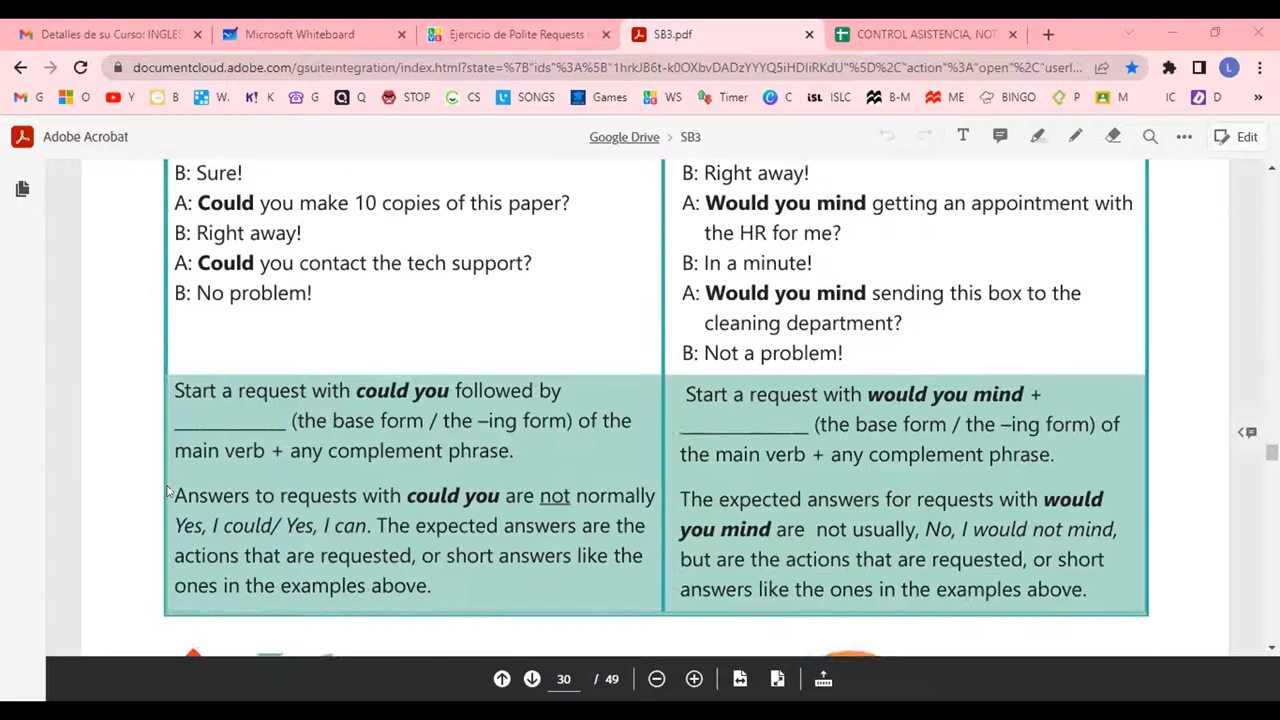 Detalles de su Curso: INGLES
Microsoft Whiteboard
Ejercicio de Polite Requests
SB3.pdf
CONTROL ASISTENCIA, NOT
documentcloud.adobe.com/gsuiteintegration/index.html?state=%7B"ids"%3A%5B"1hrkJB6t-k0OXbvDADzYYYQ5iHDIiRKdU"%5D%2C"action"%3A"open"%2C"userI...
G O Y B W. K! K G Q STOP CS SONGS Games WS Timer C ISLC B-M ME BINGO P M IC D »
Adobe Acrobat
Google Drive > SB3
Edit
B: Sure!
A: Could you make 10 copies of this paper?
B: Right away!
A: Could you contact the tech support?
B: No problem!
B: Right away!
A: Would you mind getting an appointment with
the HR for me?
B: In a minute!
A: Would you mind sending this box to the
cleaning department?
B: Not a problem!
Start a request with could you followed by
___________ (the base form / the –ing form) of the
main verb + any complement phrase.
Answers to requests with could you are not normally
Yes, I could/ Yes, I can. The expected answers are the
actions that are requested, or short answers like the
ones in the examples above.
Start a request with would you mind +
_____________ (the base form / the –ing form) of
the main verb + any complement phrase.
The expected answers for requests with would
you mind are not usually, No, I would not mind,
but are the actions that are requested, or short
answers like the ones in the examples above.
30 / 49